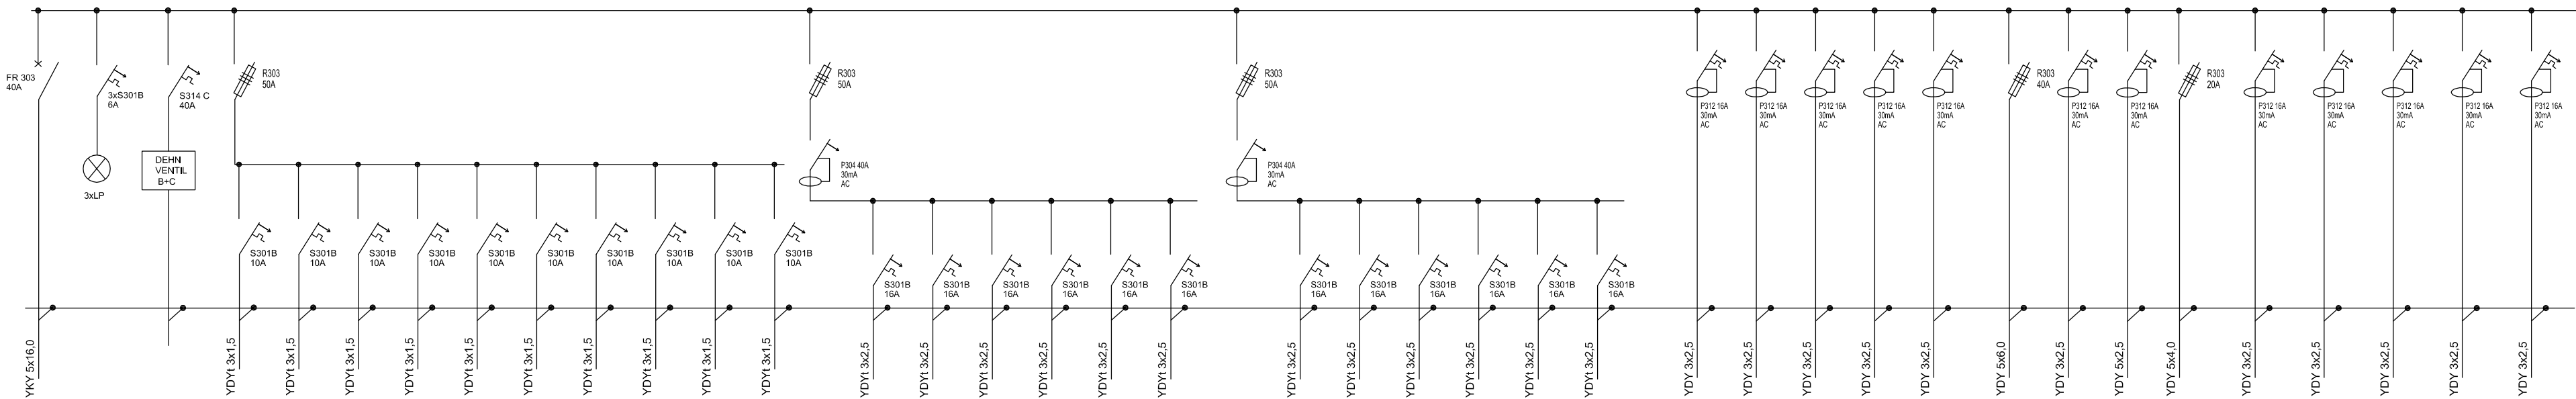 FR 303
40A
3xS301B
6A
3xLP
S314 C
40A
DEHN
VENTIL
B+C
R303
50A
S301B
10A
S301B
10A
S301B
10A
S301B
10A
S301B
10A
S301B
10A
S301B
10A
S301B
10A
S301B
10A
S301B
10A
R303
50A
P304 40A
30mA
AC
S301B
16A
S301B
16A
S301B
16A
S301B
16A
S301B
16A
S301B
16A
R303
50A
P304 40A
30mA
AC
S301B
16A
S301B
16A
S301B
16A
S301B
16A
S301B
16A
S301B
16A
P312 16A
30mA
AC
P312 16A
30mA
AC
P312 16A
30mA
AC
P312 16A
30mA
AC
P312 16A
30mA
AC
R303
40A
P312 16A
30mA
AC
P312 16A
30mA
AC
R303
20A
P312 16A
30mA
AC
P312 16A
30mA
AC
P312 16A
30mA
AC
P312 16A
30mA
AC
P312 16A
30mA
AC
YKY 5x16,0
YDYt 3x1,5
YDYt 3x1,5
YDYt 3x1,5
YDYt 3x1,5
YDYt 3x1,5
YDYt 3x1,5
YDYt 3x1,5
YDYt 3x1,5
YDYt 3x1,5
YDYt 3x1,5
YDYt 3x2,5
YDYt 3x2,5
YDYt 3x2,5
YDYt 3x2,5
YDYt 3x2,5
YDYt 3x2,5
YDYt 3x2,5
YDYt 3x2,5
YDYt 3x2,5
YDYt 3x2,5
YDYt 3x2,5
YDYt 3x2,5
YDY 3x2,5
YDY 3x2,5
YDY 3x2,5
YDY 3x2,5
YDY 3x2,5
YDY 5x6,0
YDY 3x2,5
YDY 5x2,5
YDY 5x4,0
YDY 3x2,5
YDY 3x2,5
YDY 3x2,5
YDY 3x2,5
YDY 3x2,5